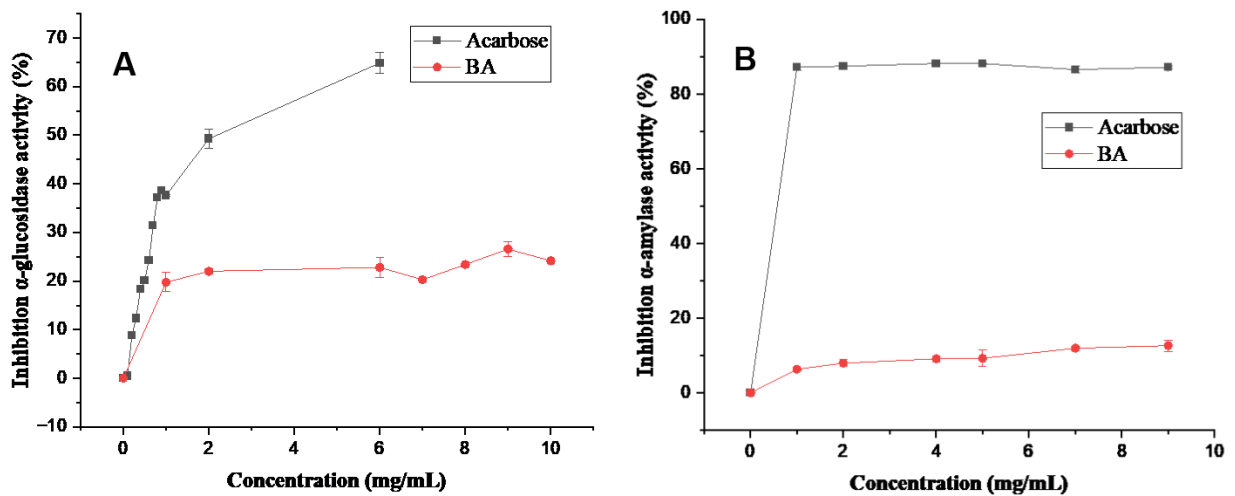 A
Acarbose
BA
Inhibition α-glucosidase activity (%)
70
60
50
40
30
20
10
0
−10
0 2 4 6 8 10
Concentration (mg/mL)
B
Acarbose
BA
Inhibition α-amylase activity (%)
100
80
60
40
20
0
0 2 4 6 8 10
Concentration (mg/mL)